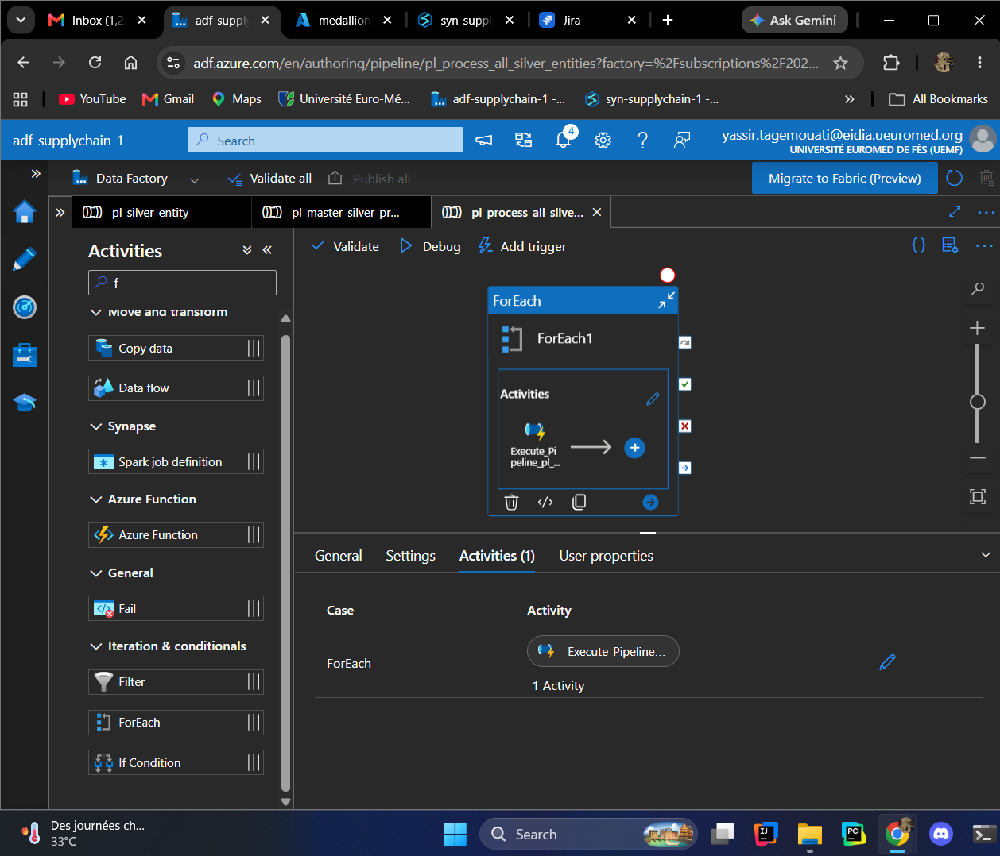 Inbox (1,2
adf-suppl
medallion
syn-suppl
Jira
Ask Gemini
adf.azure.com/en/authoring/pipeline/pl_process_all_silver_entities?factory=%2Fsubscriptions%2F202...
YouTube
Gmail
Maps
Université Euro-Mé...
adf-supplychain-1 -...
syn-supplychain-1 -...
All Bookmarks
adf-supplychain-1
Search
4
yassir.tagemouati@eidia.ueuromed.org
UNIVERSITÉ EUROMED DE FÈS (UEMF)
Data Factory
Validate all
Publish all
Migrate to Fabric (Preview)
pl_silver_entity
pl_master_silver_pr...
pl_process_all_silve...
Activities
f
Validate
Debug
Add trigger
Move and transform
Copy data
Data flow
Synapse
Spark job definition
Azure Function
Azure Function
General
Fail
Iteration & conditionals
Filter
ForEach
If Condition
ForEach
ForEach1
Activities
Execute_Pi
peline_pl_...
General
Settings
Activities (1)
User properties
Case
Activity
ForEach
Execute_Pipeline...
1 Activity
Des journées ch...
33°C
Search